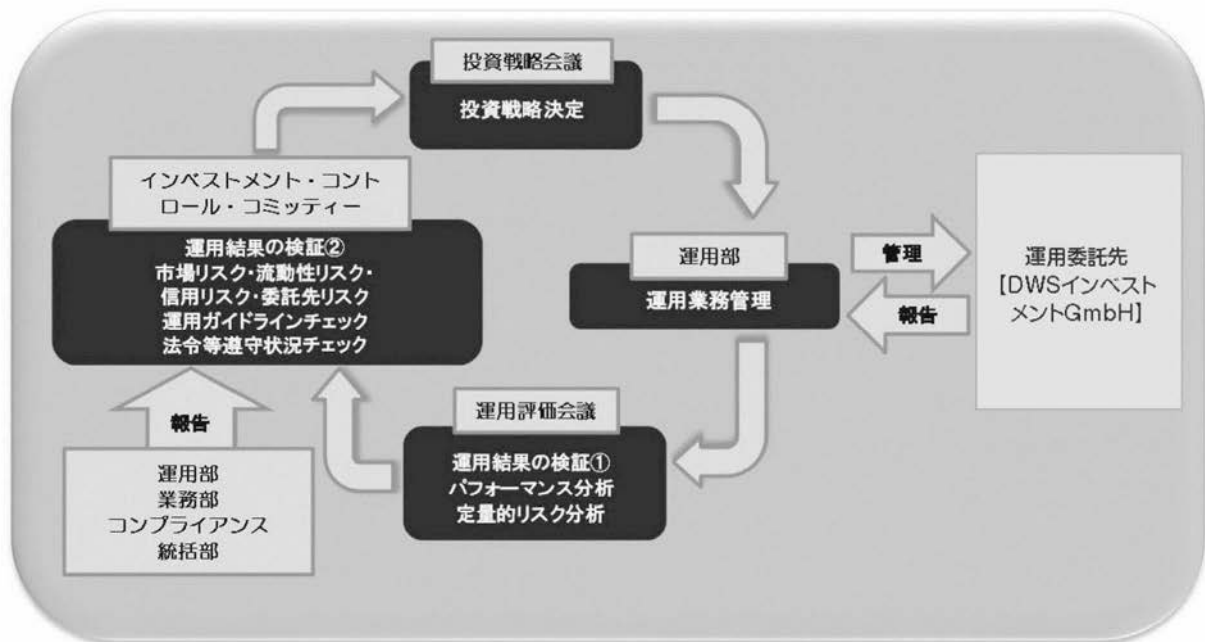 投資戦略会議
投資戦略決定
インベストメント・コント
ロール・コミッティー
運用結果の検証②
市場リスク・流動性リスク・
信用リスク・委託先リスク
運用ガイドラインチェック
法令等遵守状況チェック
運用部
運用業務管理
管理
報告
運用委託先
【DWSインベスト
メントGmbH】
運用評価会議
運用結果の検証①
パフォーマンス分析
定量的リスク分析
報告
運用部
業務部
コンプライアンス
統括部